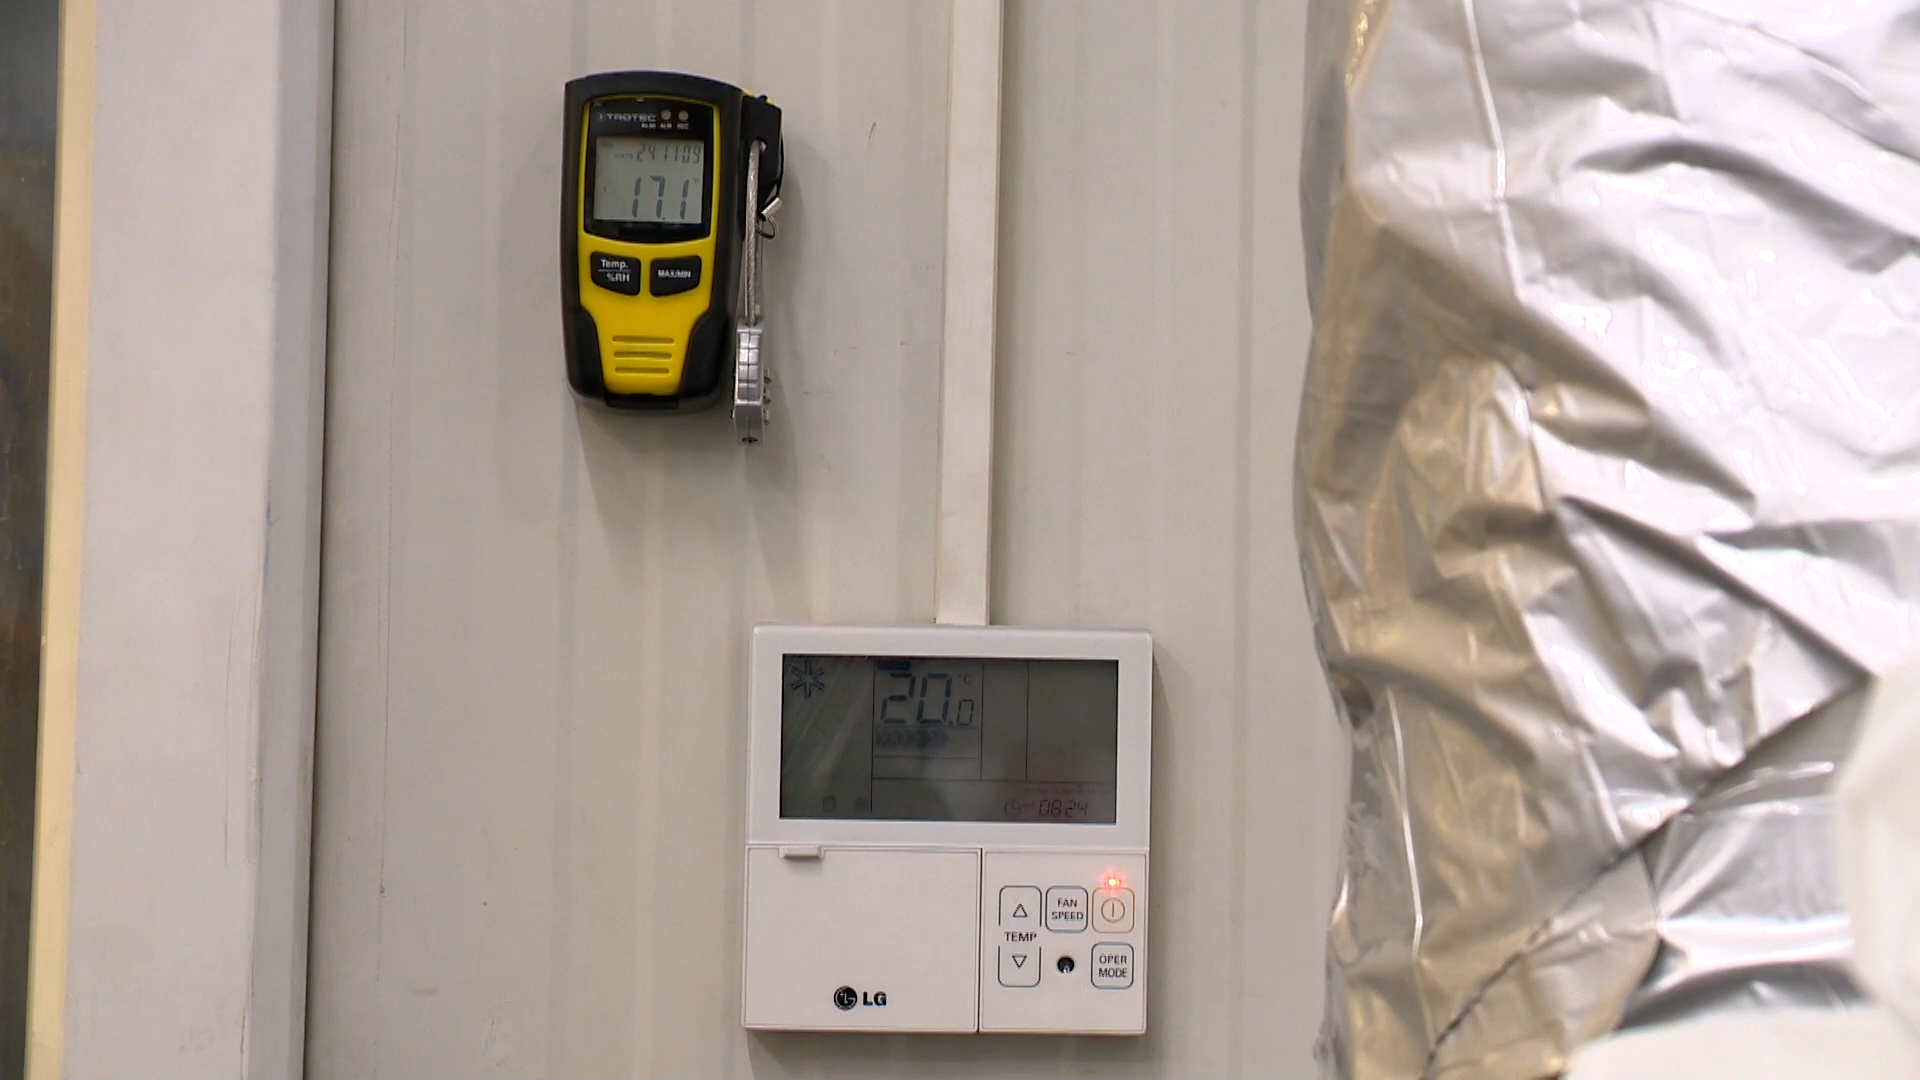 TROTEC
DATE 24.11.09
17.1
Temp.
%RH
MAX/MIN
20.0 °C
08:24
FAN
SPEED
TEMP
OPER
MODE
LG